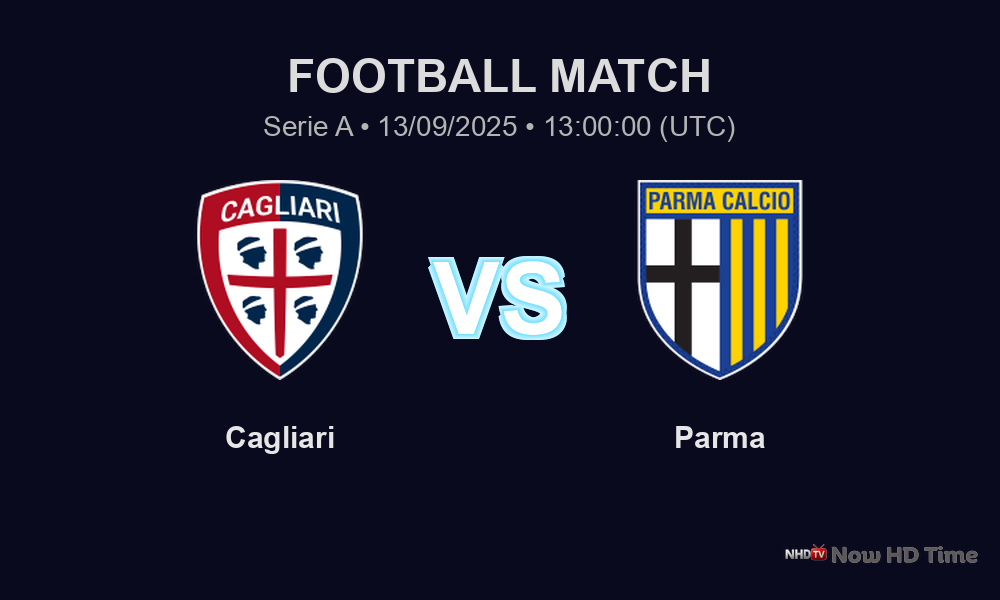 FOOTBALL MATCH
Serie A • 13/09/2025 • 13:00:00 (UTC)
CAGLIARI
PARMA CALCIO
VS
Cagliari
Parma
NHDTV Now HD Time